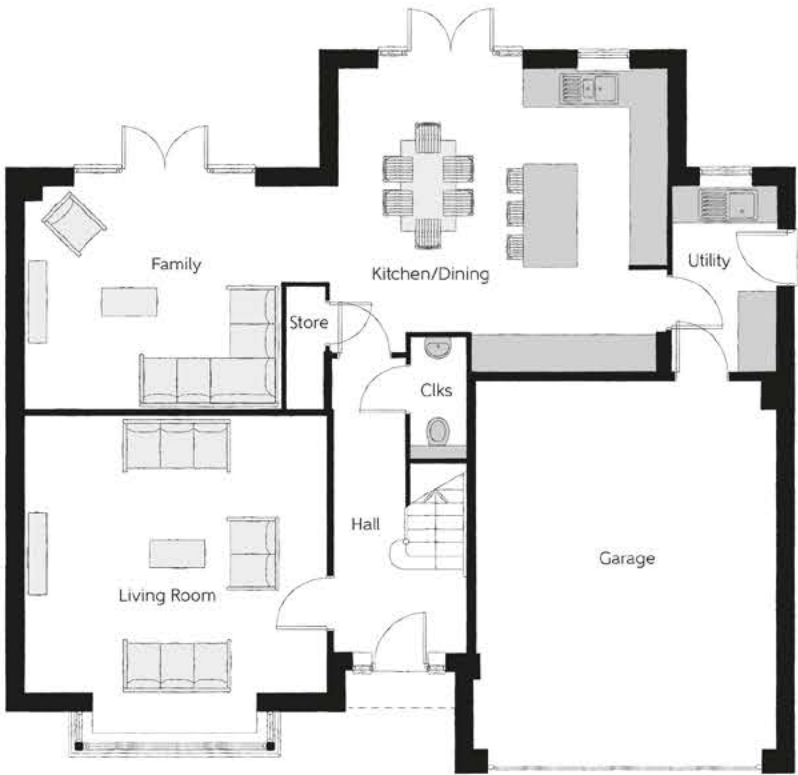 Family
Kitchen/Dining
Utility
Store
Clks
Hall
Living Room
Garage